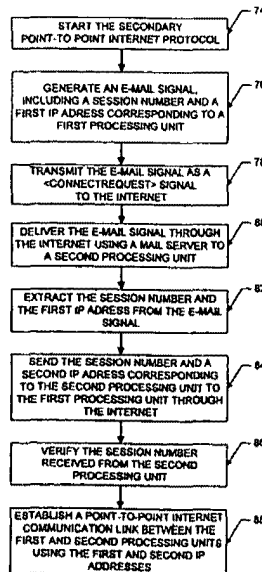 74
START THE SECONDARY
POINT-TO POINT INTERNET
PROTOCOL
GENERATE AN E-MAIL SIGNAL,
INCLUDING A SESSION NUMBER AND A
FIRST IP ADRESS CORRESPONDING TO A
FIRST PROCESSING UNIT
TRANSMIT THE E-MAIL SIGNAL AS A
<CONNECTREQUEST> SIGNAL
TO THE INTERNET
78
DELIVER THE E-MAIL SIGNAL THROUGH
THE INTERNET USING A MAIL SERVER TO
A SECOND PROCESSING UNIT
EXTRACT THE SESSION NUMBER AND
THE FIRST IP ADRESS FROM THE E-MAIL
SIGNAL
SEND THE SESSION NUMBER AND A
SECOND IP ADRESS CORRESPONDING
TO THE SECOND PROCESSING UNIT TO
THE FIRST PROCESSING UNIT THROUGH
THE INTERNET
VERIFY THE SESSION NUMBER
RECEIVED FROM THE SECOND
PROCESSING UNIT
ESTABLISH A POINT-TO-POINT INTERNET
COMMUNICATION LINK BETWEEN THE
FIRST AND SECOND PROCESSING UNITS
USING THE FIRST AND SECOND IP
ADDRESSES